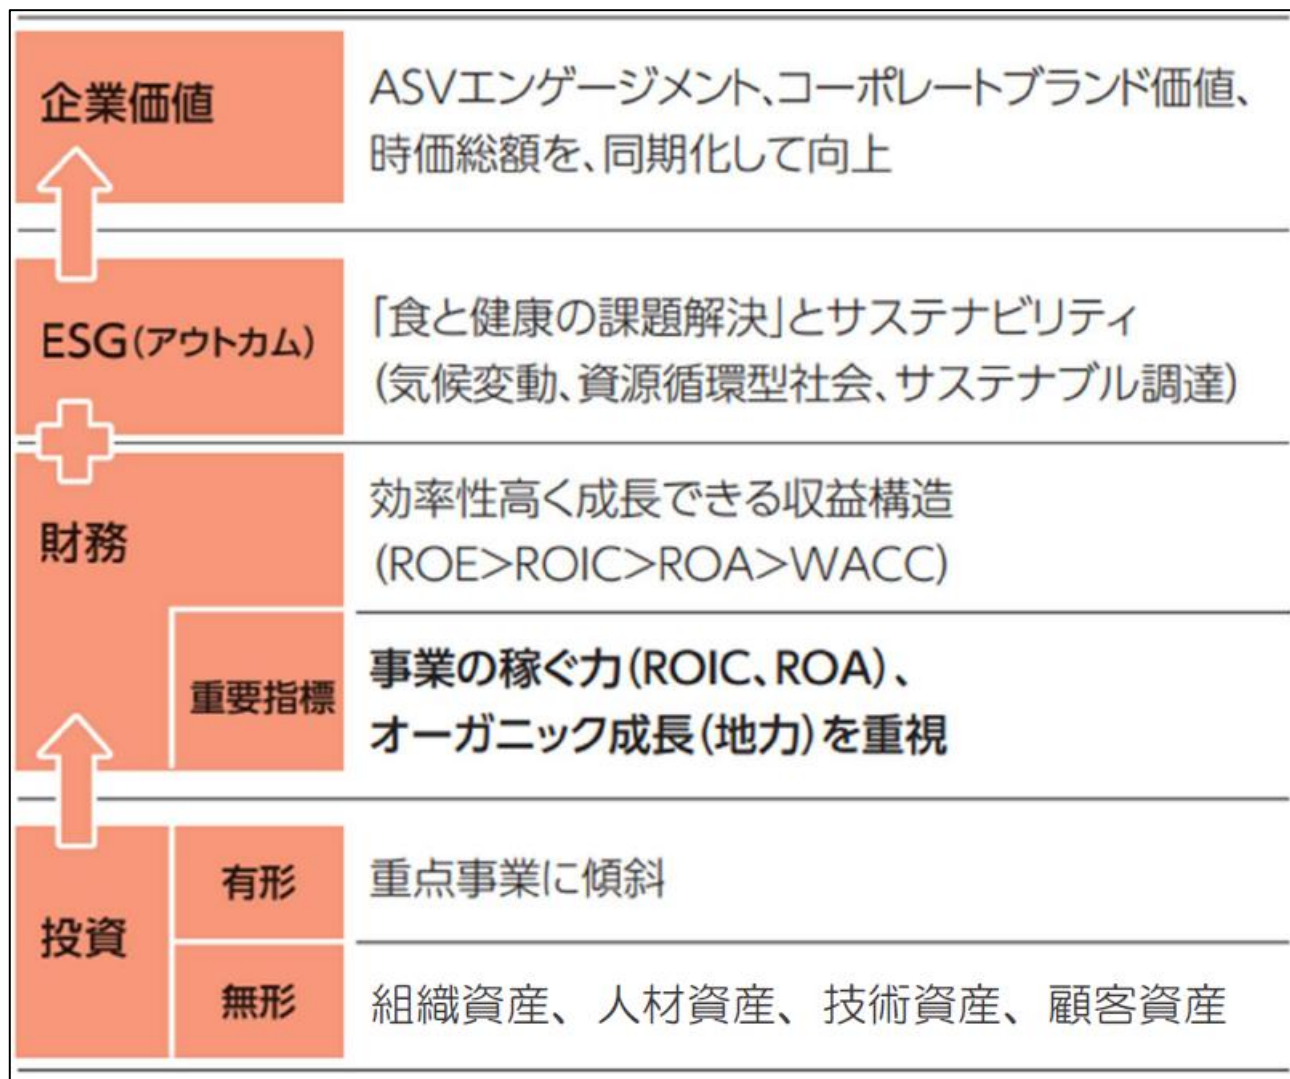 企業価値
ASVエンゲージメント、コーポレートブランド価値、
時価総額を、同期化して向上
ESG(アウトカム)
「食と健康の課題解決」とサステナビリティ
(気候変動、資源循環型社会、サステナブル調達)
財務
効率性高く成長できる収益構造
(ROE>ROIC>ROA>WACC)
重要指標
事業の稼ぐ力(ROIC、ROA)、
オーガニック成長(地力)を重視
投資
有形
重点事業に傾斜
無形
組織資産、人材資産、技術資産、顧客資産